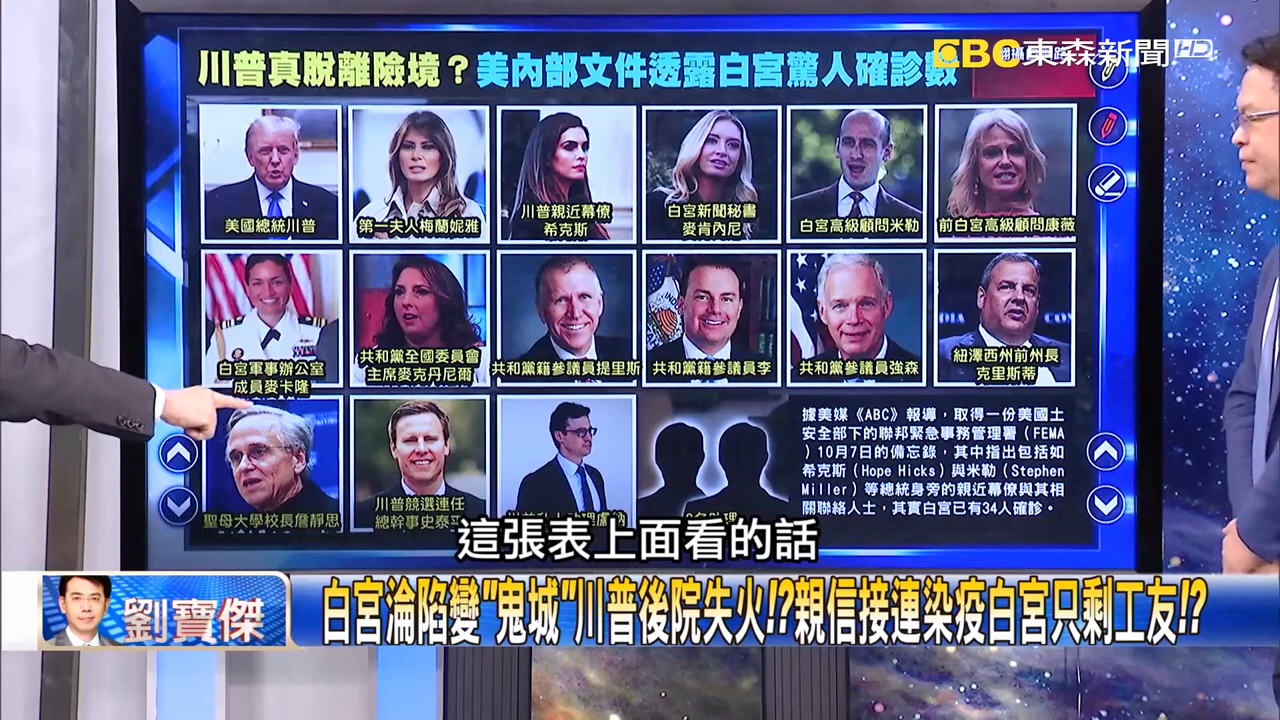 EBC東森新聞HD
川普真脫離險境？美內部文件透露白宮驚人確診數
美國總統川普
第一夫人梅蘭妮雅
川普親近幕僚
希克斯
白宮新聞秘書
麥肯內尼
白宮高級顧問米勒
前白宮高級顧問康薇
白宮軍事辦公室
成員麥卡隆
共和黨全國委員會
主席麥克丹尼爾
共和黨籍參議員提里斯
共和黨籍參議員李
共和黨籍參議員強森
紐澤西州前州長
克里斯蒂
聖母大學校長詹靜思
川普競選連任
總幹事史泰平
據美媒《ABC》報導，取得一份美國土
安全部下的聯邦緊急事務管理署（FEMA
）10月7日的備忘錄，其中指出包括如
希克斯（Hope Hicks）與米勒（Stephen
Miller）等總統身旁的親近幕僚與其相
關聯絡人士，其實白宮已有34人確診。
這張表上面看的話
劉寶傑
白宮淪陷變"鬼城"川普後院失火!?親信接連染疫白宮只剩工友!?